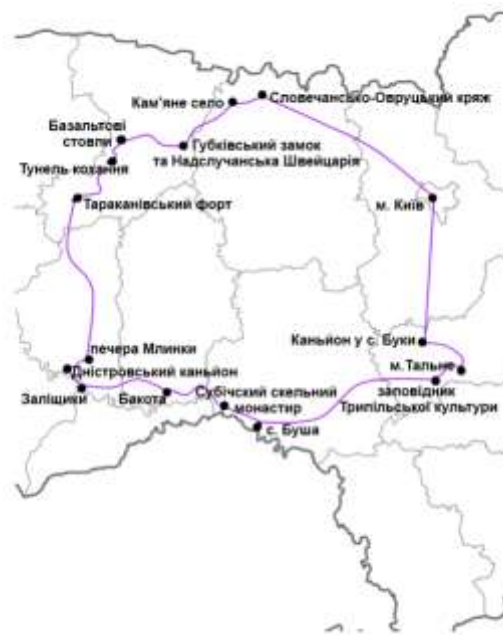 Кам'яне село
Словечансько-Овруцький кряж
Базальтові
стовпи
Губківський замок
та Надслучанська Швейцарія
Тунель кохання
Тараканівський форт
м. Київ
Каньйон у с. Буки
печера Млинки
Дністровський каньйон
м. Тальне
Заліщики
Бакота
Субічский скельний
монастир
заповідник
Трипільської культури
с. Буша